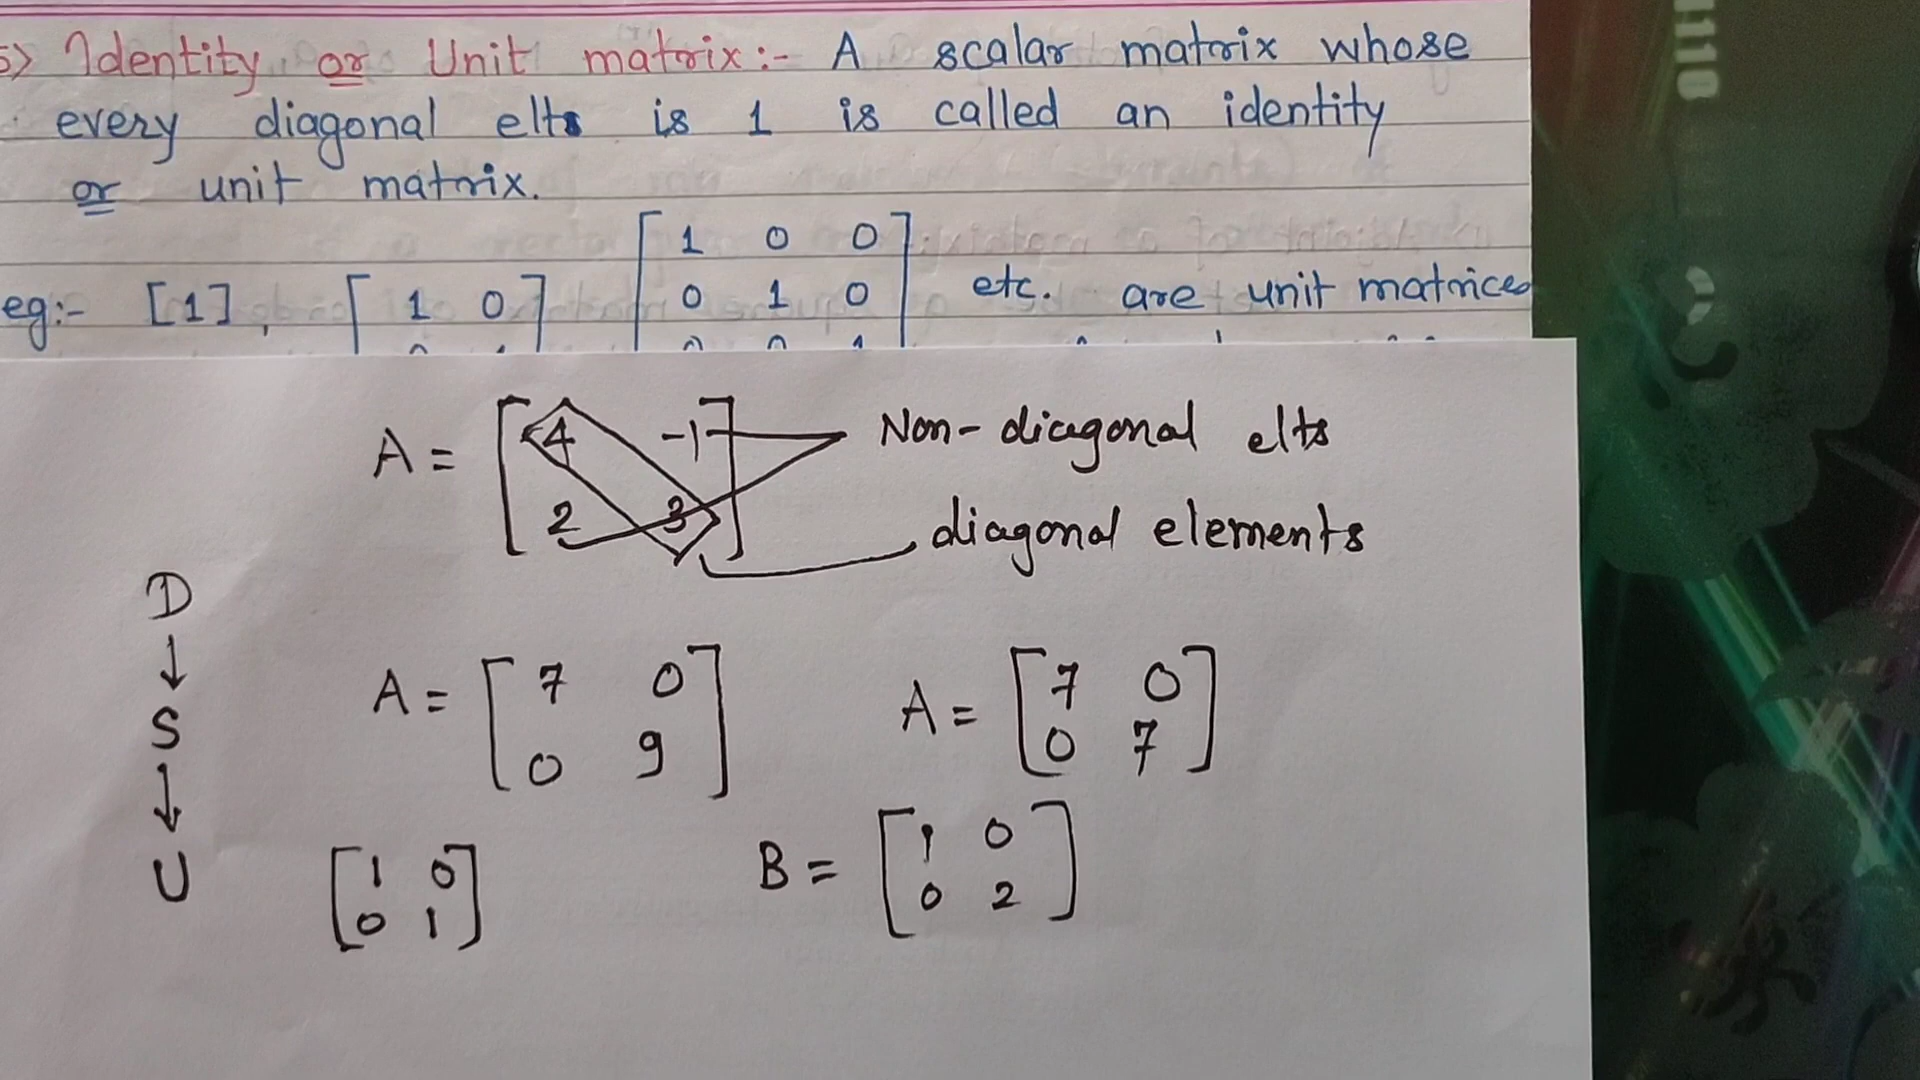 5> Identity or Unit matrix:- A scalar matrix whose
every diagonal elts is 1 is called an identity
or unit matrix.
eg:- [1], [1 0] [1 0 0
0 1 0] etc. are unit matrices
A = [4 -1
2 3]
Non-diagonal elts
diagonal elements
D
↓
S
↓
U
A = [7 0
0 9]
A = [7 0
0 7]
[1 0
0 1]
B = [1 0
0 2]